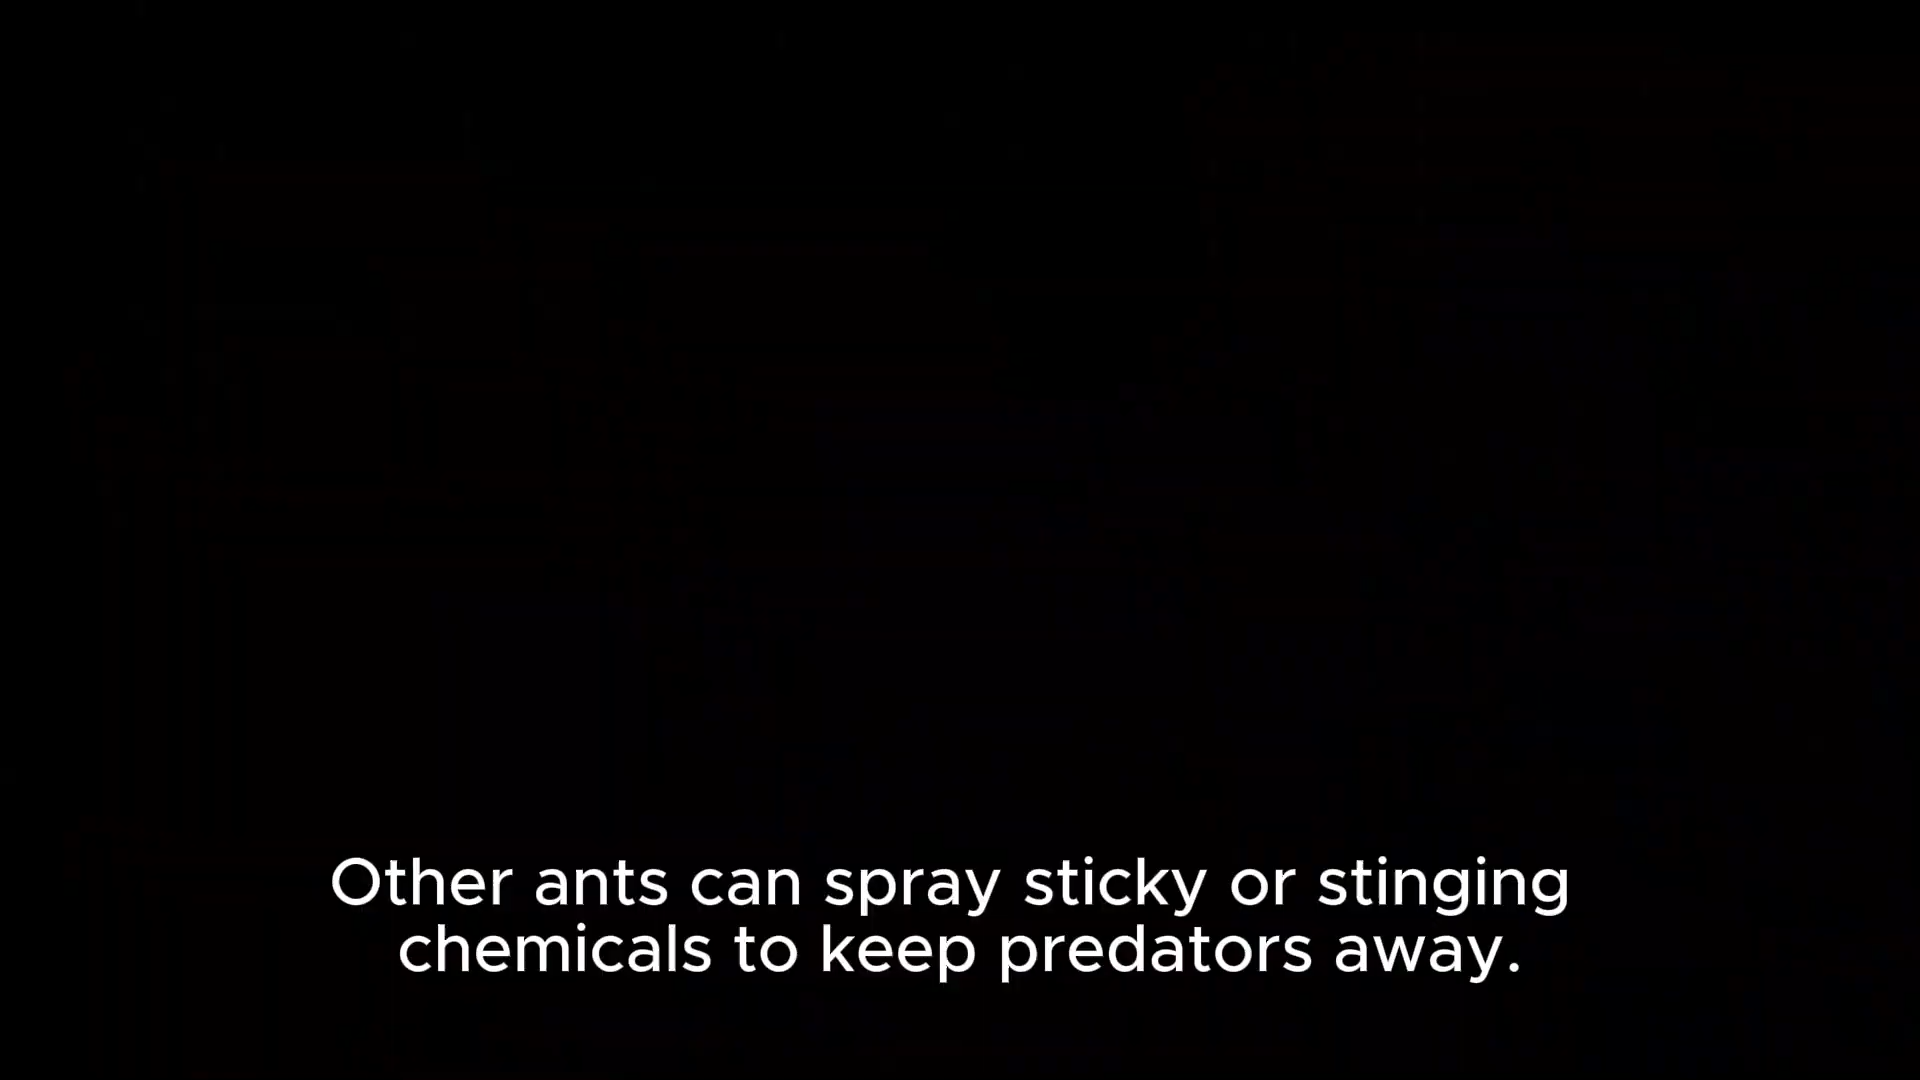 Other ants can spray sticky or stinging
chemicals to keep predators away.